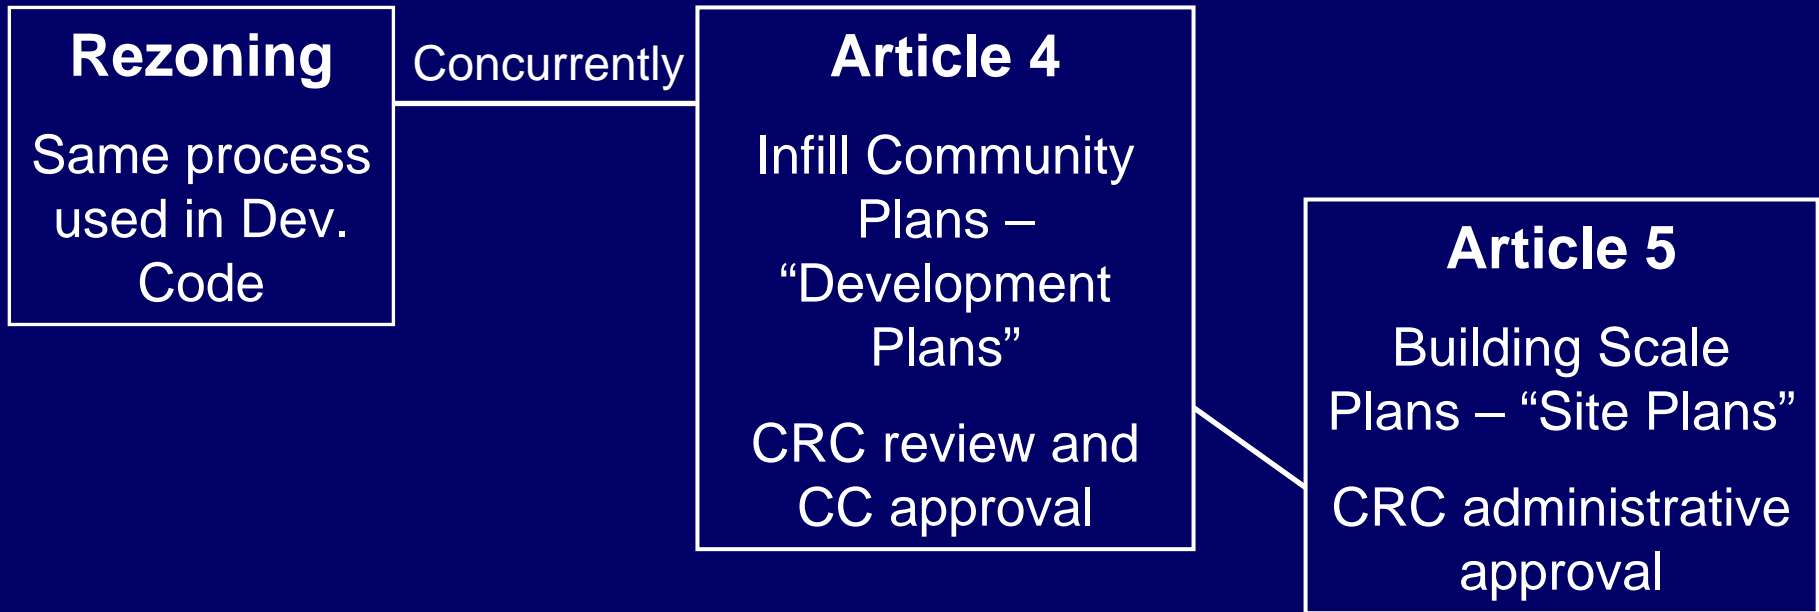 Rezoning
Same process
used in Dev.
Code
Concurrently
Article 4
Infill Community
Plans –
“Development
Plans”
CRC review and
CC approval
Article 5
Building Scale
Plans – “Site Plans”
CRC administrative
approval